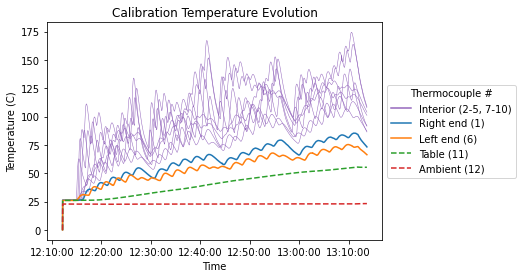 Calibration Temperature Evolution
Temperature (C)
175
150
125
100
75
50
25
0
12:10:00 12:20:00 12:30:00 12:40:00 12:50:00 13:00:00 13:10:00
Time
Thermocouple #
Interior (2-5, 7-10)
Right end (1)
Left end (6)
Table (11)
Ambient (12)